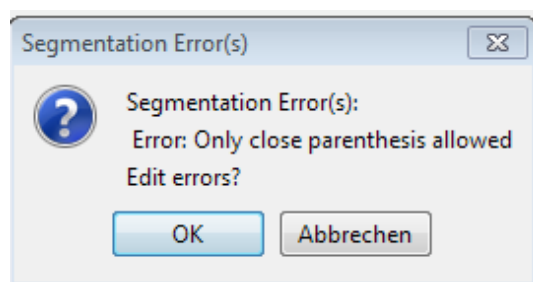 Segmentation Error(s)
Segmentation Error(s):
Error: Only close parenthesis allowed
Edit errors?
OK Abbrechen